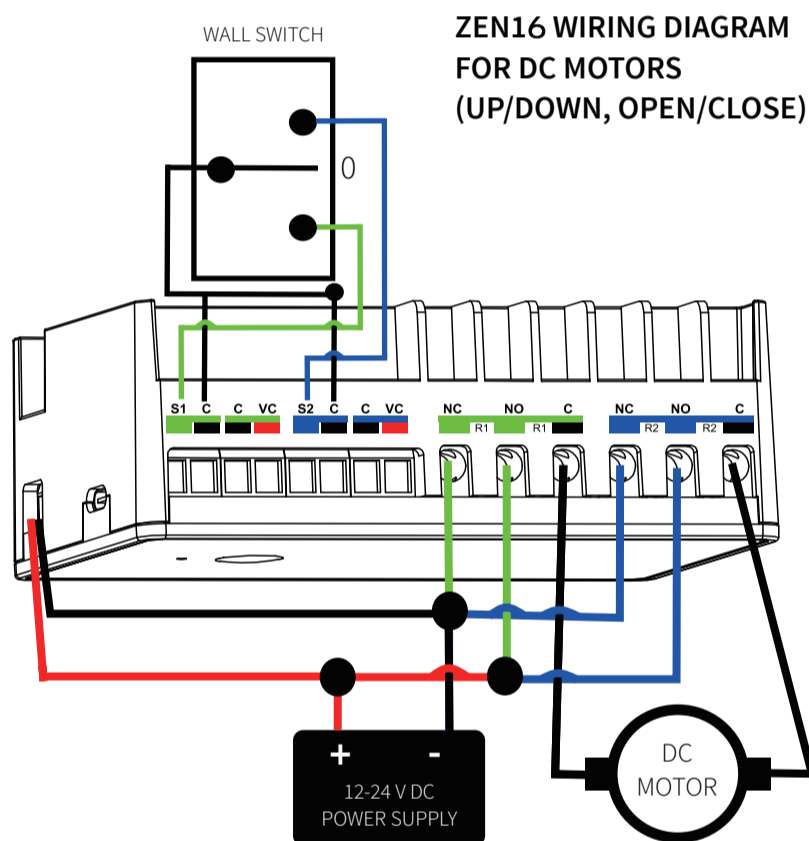 ZEN16 WIRING DIAGRAM
FOR DC MOTORS
(UP/DOWN, OPEN/CLOSE)
WALL SWITCH
0
S1 C C VC S2 C C VC NC NO C NC NO C
R1 R1 R2 R2
+ -
12-24 V DC
POWER SUPPLY
DC
MOTOR